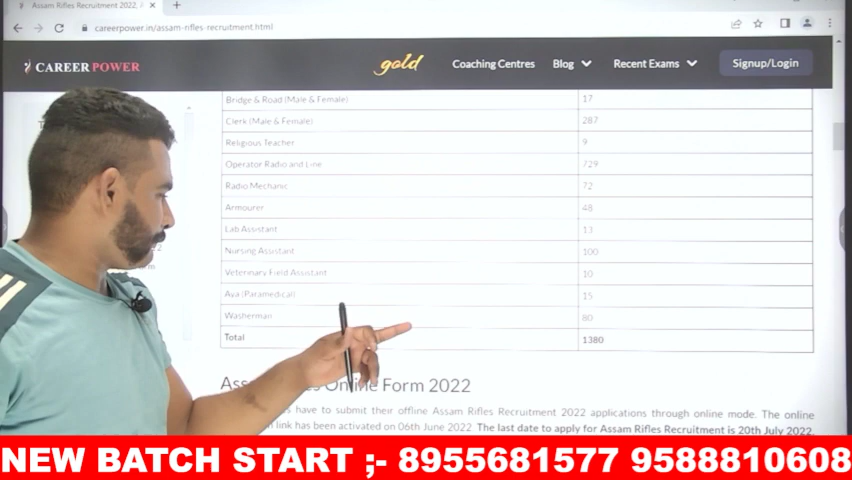 Assam Rifles Recruitment 2022,
careerpower.in/assam-rifles-recruitment.html
CAREER POWER
gold
Coaching Centres
Blog
Recent Exams
Signup/Login
Bridge & Road (Male & Female) 17
Clerk (Male & Female) 287
Religious Teacher 9
Operator Radio and Line 729
Radio Mechanic 72
Armourer 48
Lab Assistant 13
Nursing Assistant 100
Veterinary Field Assistant 10
Aya (Paramedical) 15
Washerman 80
Total 1380
Online Form 2022
have to submit their offline Assam Rifles Recruitment 2022 applications through online mode. The online
link has been activated on 06th June 2022. The last date to apply for Assam Rifles Recruitment is 20th July 2022.
NEW BATCH START ;- 8955681577 9588810608